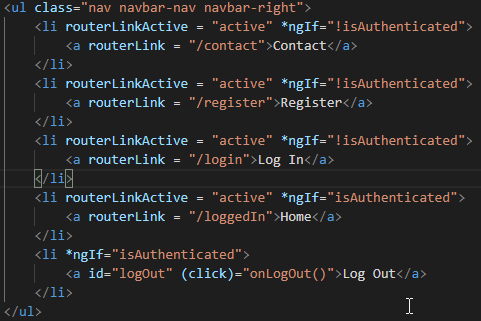 <ul class="nav navbar-nav navbar-right">
    <li routerLinkActive = "active" *ngIf="!isAuthenticated">
        <a routerLink = "/contact">Contact</a>
    </li>
    <li routerLinkActive = "active" *ngIf="!isAuthenticated">
        <a routerLink = "/register">Register</a>
    </li>
    <li routerLinkActive = "active" *ngIf="!isAuthenticated">
        <a routerLink = "/login">Log In</a>
    </li>
    <li routerLinkActive = "active" *ngIf="isAuthenticated">
        <a routerLink = "/loggedIn">Home</a>
    </li>
    <li *ngIf="isAuthenticated">
        <a id="logOut" (click)="onLogOut()">Log Out</a>
    </li>
</ul>